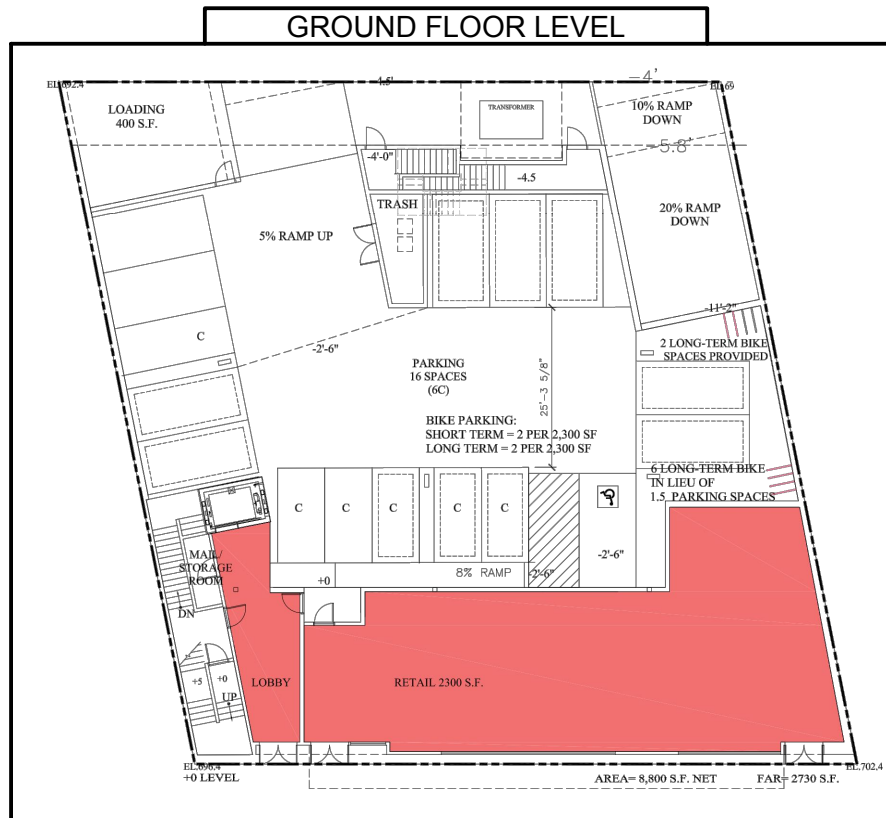 GROUND FLOOR LEVEL
-4'
EL.692.4
-4.5'
EL.69
LOADING
400 S.F.
TRANSFORMER
10% RAMP
DOWN
-5.8'
-4'-0"
-4.5
TRASH
20% RAMP
DOWN
5% RAMP UP
-11'-2"
C
-2'-6"
2 LONG-TERM BIKE
SPACES PROVIDED
PARKING
16 SPACES
(6C)
25'-3 5/8"
BIKE PARKING:
SHORT TERM = 2 PER 2,300 SF
LONG TERM = 2 PER 2,300 SF
6 LONG-TERM BIKE
IN LIEU OF
1.5 PARKING SPACES
C
C
C
C
C
MAIL/
STORAGE
ROOM
-2'-6"
8% RAMP
-2'-6"
+0
DN
+5
+0
UP
LOBBY
RETAIL 2300 S.F.
EL.696.4
+0 LEVEL
AREA= 8,800 S.F. NET
FAR= 2730 S.F.
EL.702.4